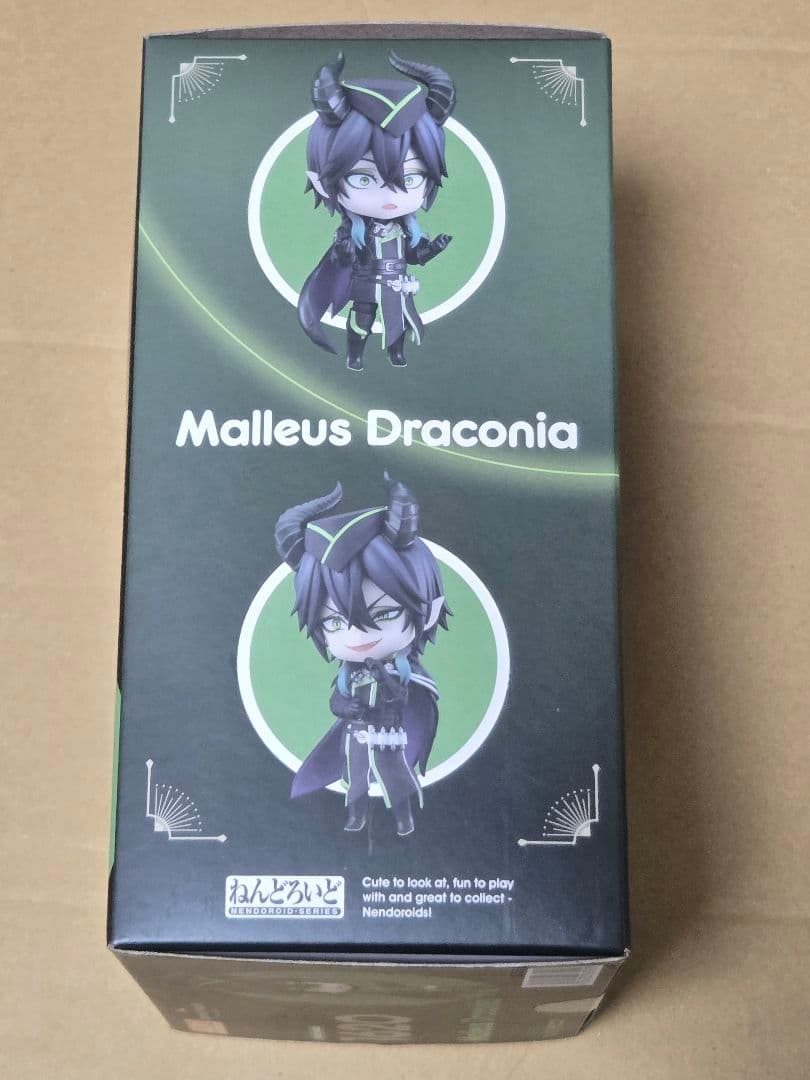 Malleus Draconia
ねんどろいど
NENDOROID·SERIES
Cute to look at, fun to play
with and great to collect -
Nendoroids!